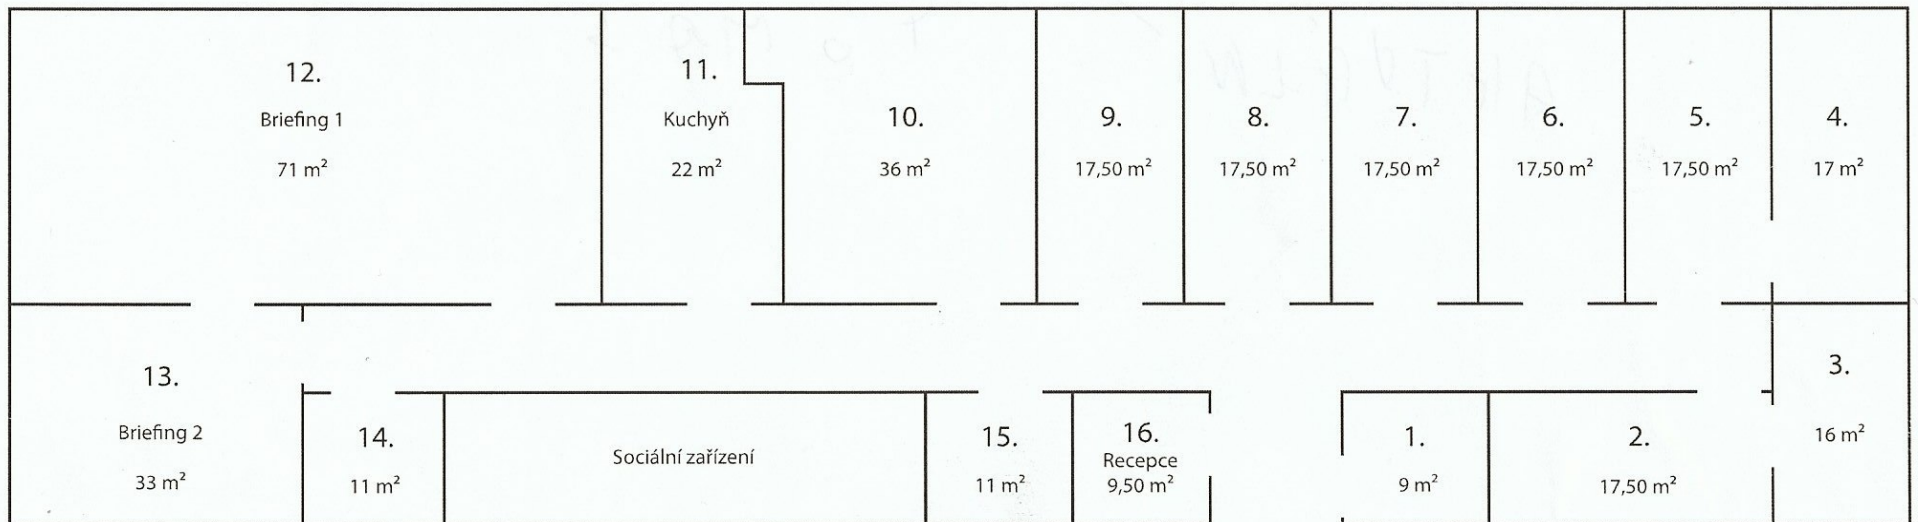 12.
Briefing 1
71 m²
11.
Kuchyň
22 m²
10.
36 m²
9.
17,50 m²
8.
17,50 m²
7.
17,50 m²
6.
17,50 m²
5.
17,50 m²
4.
17 m²
13.
Briefing 2
33 m²
14.
11 m²
Sociální zařízení
15.
11 m²
16.
Recepce
9,50 m²
1.
9 m²
2.
17,50 m²
3.
16 m²